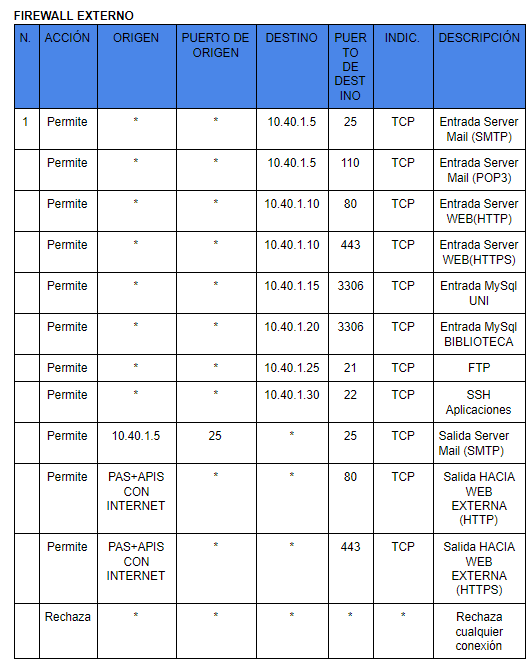 FIREWALL EXTERNO
N. ACCIÓN ORIGEN PUERTO DE ORIGEN DESTINO PUER TO DE DEST INO INDIC. DESCRIPCIÓN
1 Permite * * 10.40.1.5 25 TCP Entrada Server Mail (SMTP)
Permite * * 10.40.1.5 110 TCP Entrada Server Mail (POP3)
Permite * * 10.40.1.10 80 TCP Entrada Server WEB(HTTP)
Permite * * 10.40.1.10 443 TCP Entrada Server WEB(HTTPS)
Permite * * 10.40.1.15 3306 TCP Entrada MySql UNI
Permite * * 10.40.1.20 3306 TCP Entrada MySql BIBLIOTECA
Permite * * 10.40.1.25 21 TCP FTP
Permite * * 10.40.1.30 22 TCP SSH Aplicaciones
Permite 10.40.1.5 25 * 25 TCP Salida Server Mail (SMTP)
Permite PAS+APIS CON INTERNET * * 80 TCP Salida HACIA WEB EXTERNA (HTTP)
Permite PAS+APIS CON INTERNET * * 443 TCP Salida HACIA WEB EXTERNA (HTTPS)
Rechaza * * * * * Rechaza cualquier conexión